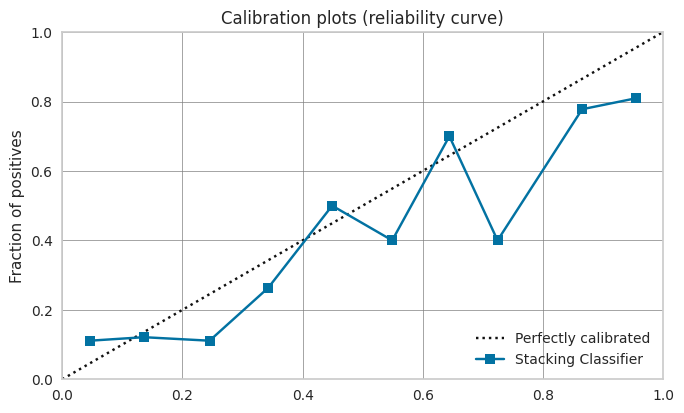 Calibration plots (reliability curve)
Fraction of positives
1.0
0.8
0.6
0.4
0.2
0.0
0.0 0.2 0.4 0.6 0.8 1.0
Perfectly calibrated
Stacking Classifier